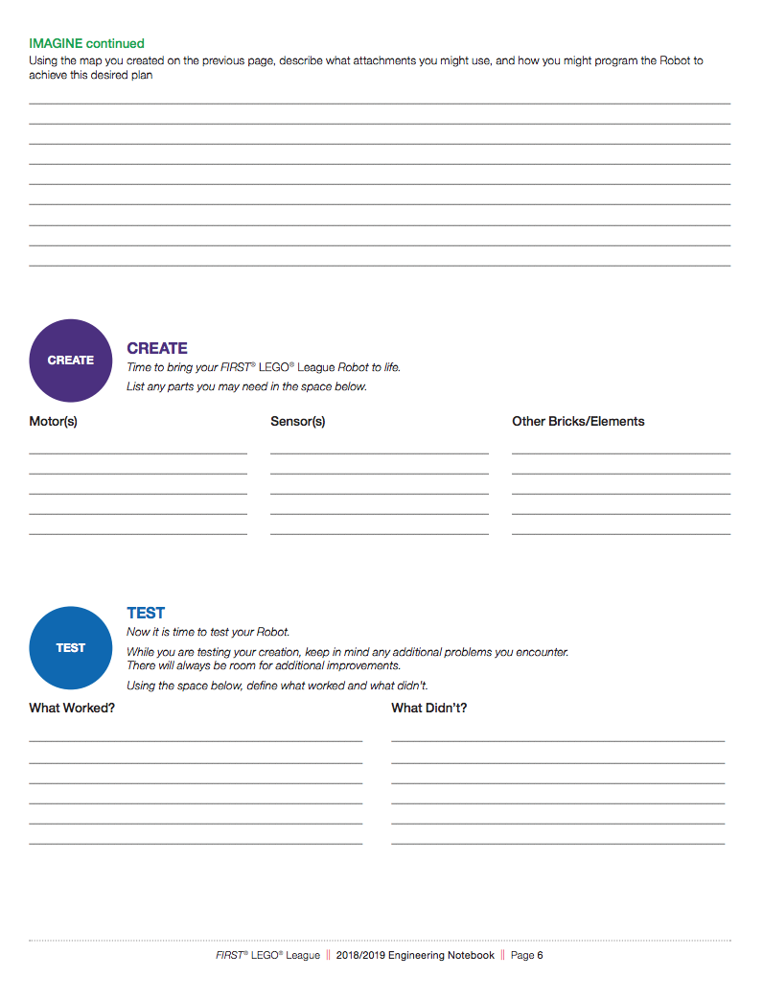 IMAGINE continued
Using the map you created on the previous page, describe what attachments you might use, and how you might program the Robot to
achieve this desired plan
CREATE
CREATE
Time to bring your FIRST® LEGO® League Robot to life.
List any parts you may need in the space below.
Motor(s)
Sensor(s)
Other Bricks/Elements
TEST
TEST
Now it is time to test your Robot.
While you are testing your creation, keep in mind any additional problems you encounter.
There will always be room for additional improvements.
Using the space below, define what worked and what didn't.
What Worked?
What Didn't?
FIRST® LEGO® League || 2018/2019 Engineering Notebook || Page 6